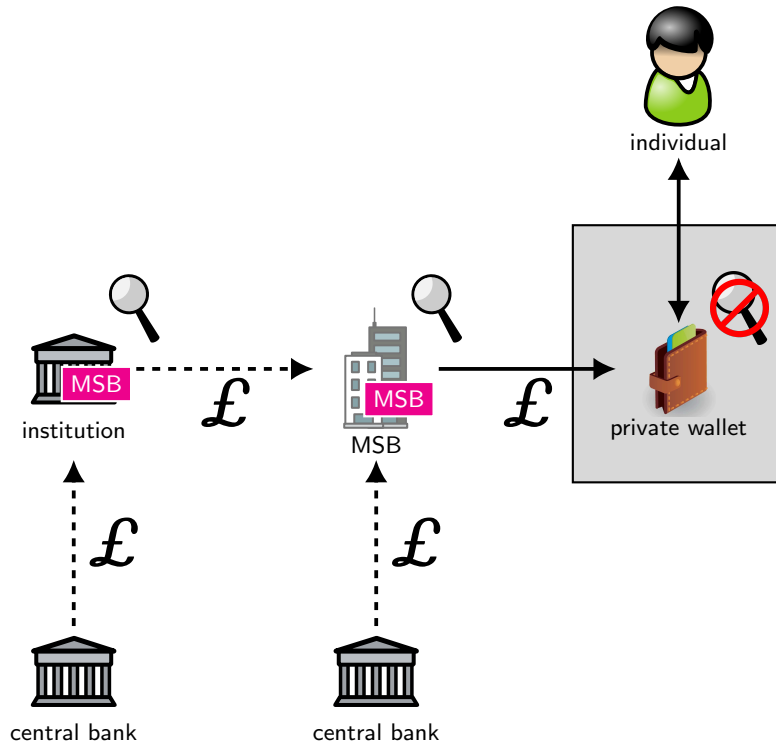 individual
MSB
MSB
£
£
institution
MSB
private wallet
£
£
central bank
central bank